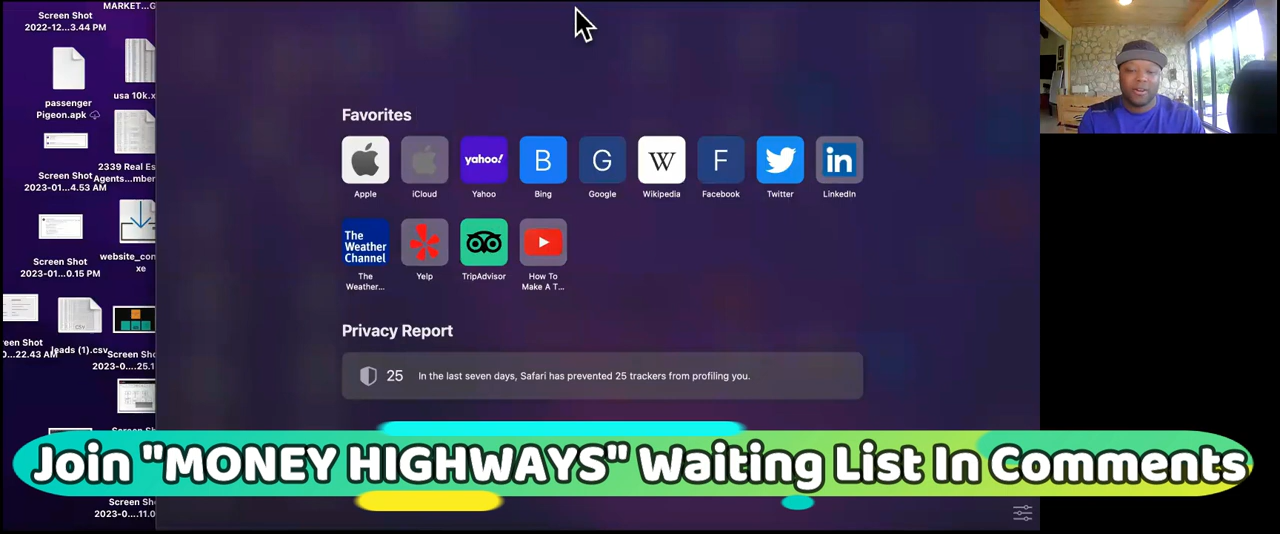 MARKET...G
Screen Shot
2022-12...3.44 PM
passenger
Pigeon.apk
usa 10k.x
2339 Real Es
Agents...mber
Screen Shot
2023-01...4.53 AM
Screen Shot
2023-01...0.15 PM
website_con
xe
reen Shot
0...22.43 AM
leads (1).csv
CSV
Screen Sh
2023-0....25.1
Screen Sh
2023-0....11.0
Favorites
yahoo!
B
G
W
F
in
Apple
iCloud
Yahoo
Bing
Google
Wikipedia
Facebook
Twitter
LinkedIn
The
Weather
Channel
The
Weather...
Yelp
TripAdvisor
How To
Make A T...
Privacy Report
25 In the last seven days, Safari has prevented 25 trackers from profiling you.
Join "MONEY HIGHWAYS" Waiting List In Comments